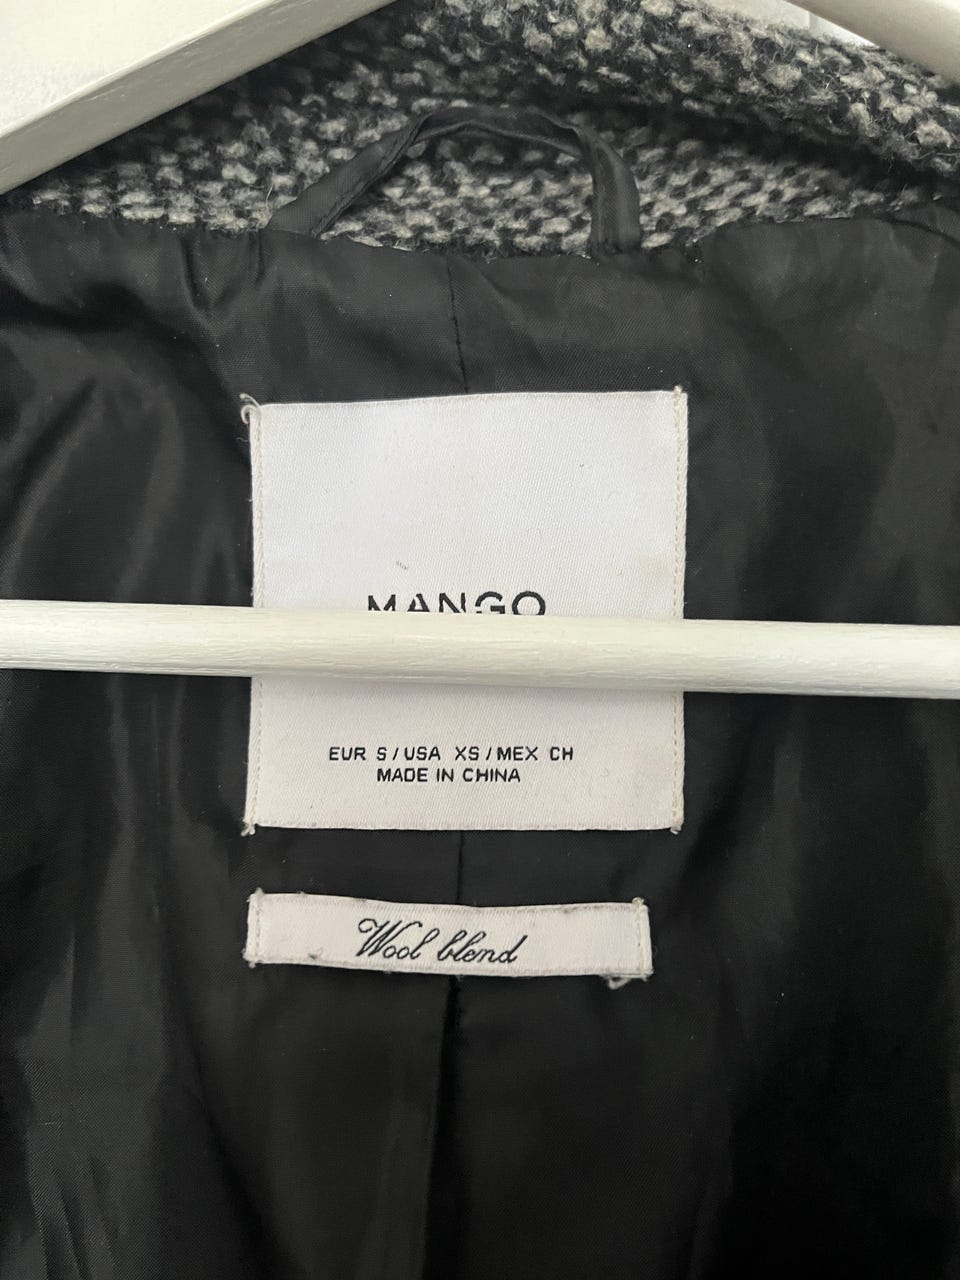 MANGO
EUR S / USA XS / MEX CH
MADE IN CHINA
Wool blend